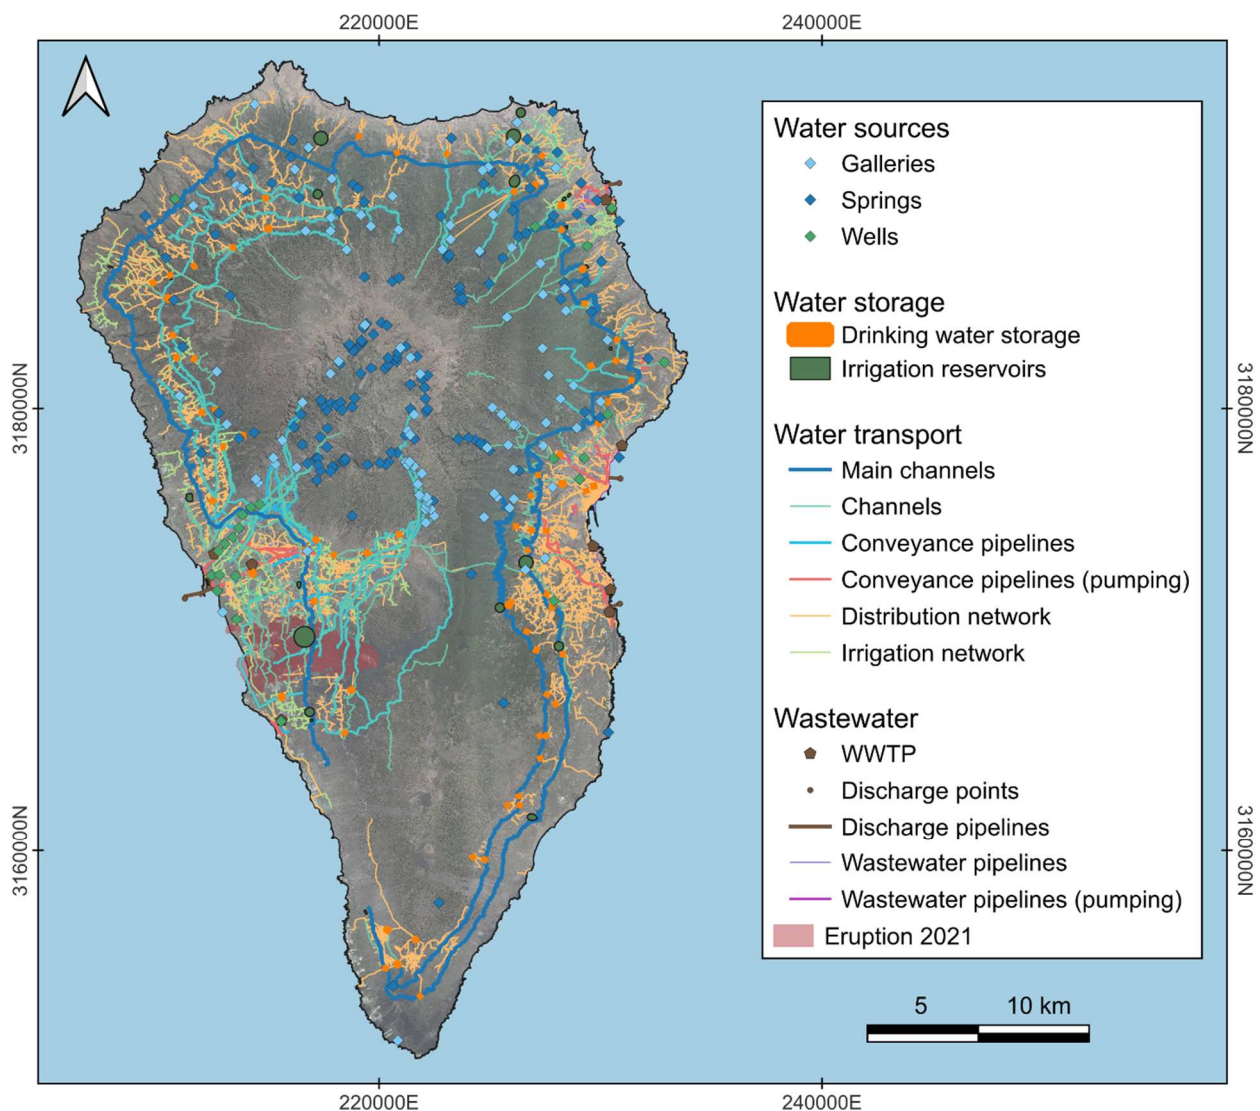 220000E
240000E
Water sources
Galleries
Springs
Wells
Water storage
Drinking water storage
Irrigation reservoirs
3180000N
3180000N
Water transport
Main channels
Channels
Conveyance pipelines
Conveyance pipelines (pumping)
Distribution network
Irrigation network
Wastewater
WWTP
Discharge points
Discharge pipelines
3160000N
3160000N
Wastewater pipelines
Wastewater pipelines (pumping)
Eruption 2021
5
10 km
220000E
240000E